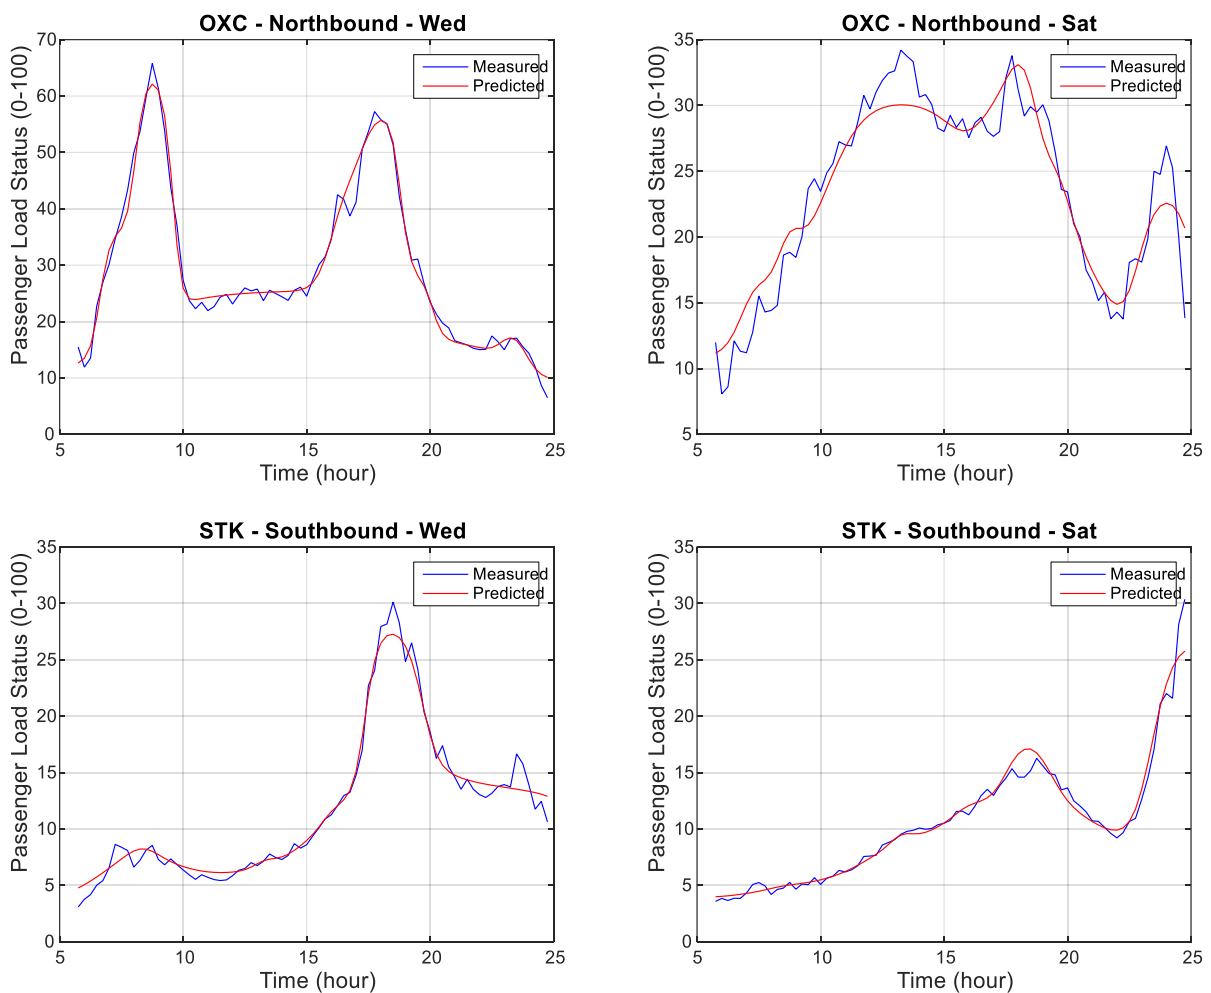 OXC - Northbound - Wed
70
60
50
40
30
20
10
0
5
10
15
20
25
Passenger Load Status (0-100)
Time (hour)
Measured
Predicted
OXC - Northbound - Sat
35
30
25
20
15
10
5
5
10
15
20
25
Passenger Load Status (0-100)
Time (hour)
Measured
Predicted
STK - Southbound - Wed
35
30
25
20
15
10
5
0
5
10
15
20
25
Passenger Load Status (0-100)
Time (hour)
Measured
Predicted
STK - Southbound - Sat
35
30
25
20
15
10
5
0
5
10
15
20
25
Passenger Load Status (0-100)
Time (hour)
Measured
Predicted